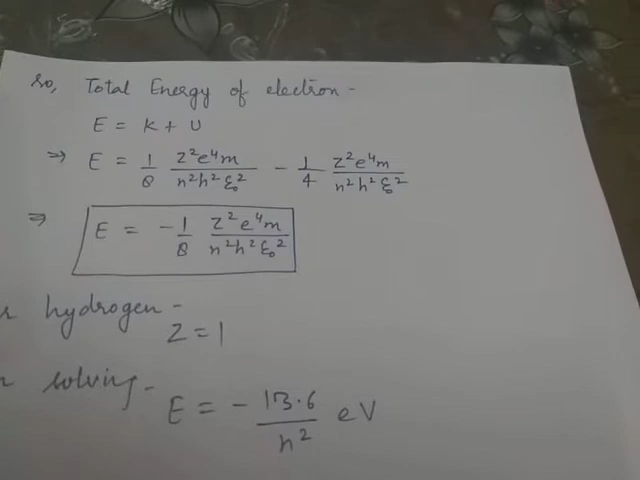 so, Total Energy of electron -
E = K + U
⇒ E = 1/8 Z²e⁴m/n²h²ε₀² - 1/4 Z²e⁴m/n²h²ε₀²
⇒ E = -1/8 Z²e⁴m/n²h²ε₀²
hydrogen -
Z = 1
solving -
E = - 13.6/n² eV